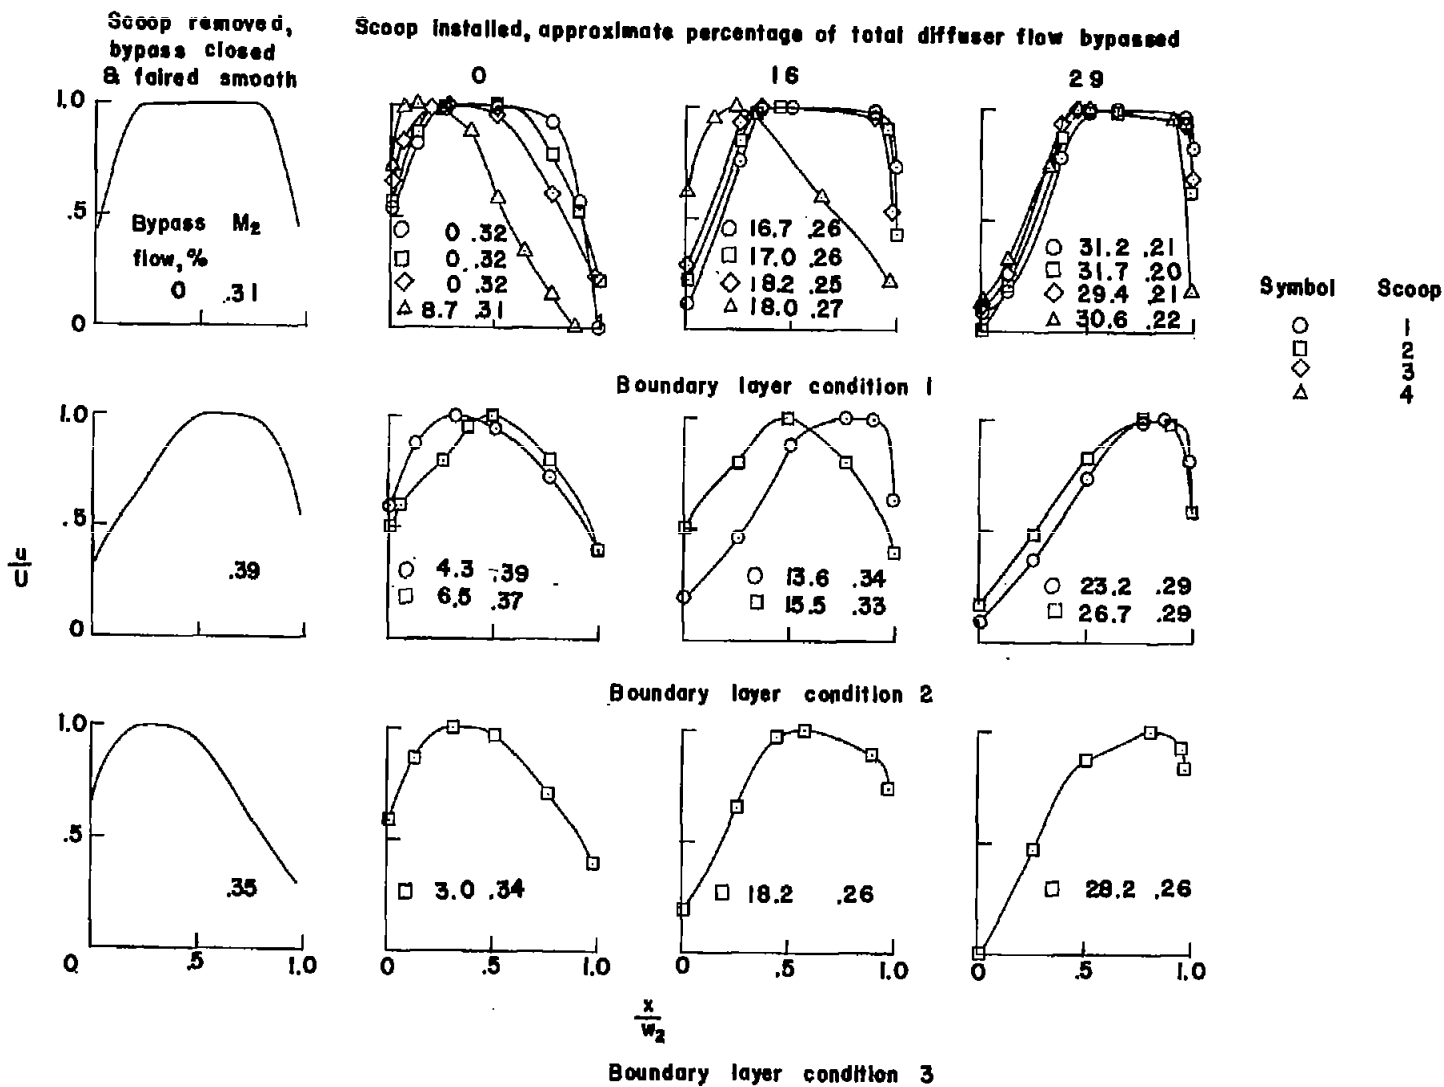 Scoop removed,
bypass closed
& faired smooth
Scoop installed, approximate percentage of total diffuser flow bypassed
0
16
29
1.0
.5
0
Bypass M2
flow, %
0 .31
0 .32
0 .32
0 .32
8.7 .31
16.7 .26
17.0 .26
18.2 .25
18.0 .27
31.2 .21
31.7 .20
29.4 .21
30.6 .22
Symbol Scoop
1
2
3
4
Boundary layer condition 1
1.0
.5
0
u
U
.39
4.3 .39
6.5 .37
13.6 .34
15.5 .33
23.2 .29
26.7 .29
Boundary layer condition 2
1.0
.5
.35
3.0 .34
18.2 .26
28.2 .26
0 .5 1.0
0 .5 1.0
0 .5 1.0
0 .5 1.0
x
W2
Boundary layer condition 3